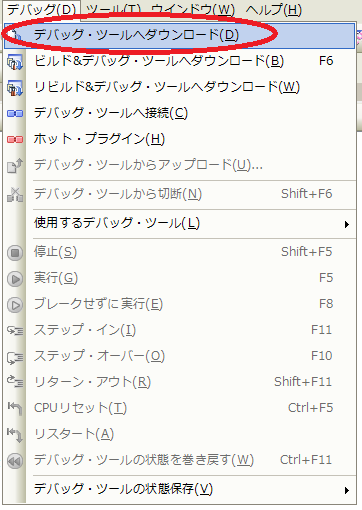 デバッグ(D) ツール(T) ウインドウ(W) ヘルプ(H)
デバッグ・ツールへダウンロード(D)
ビルド&デバッグ・ツールへダウンロード(B) F6
リビルド&デバッグ・ツールへダウンロード(W)
デバッグ・ツールへ接続(C)
ホット・プラグイン(H)
デバッグ・ツールからアップロード(U)...
デバッグ・ツールから切断(N) Shift+F6
使用するデバッグ・ツール(L)
停止(S) Shift+F5
実行(G) F5
ブレークせずに実行(E) F8
ステップ・イン(I) F11
ステップ・オーバー(O) F10
リターン・アウト(R) Shift+F11
CPUリセット(T) Ctrl+F5
リスタート(A)
デバッグ・ツールの状態を巻き戻す(W) Ctrl+F11
デバッグ・ツールの状態保存(V)